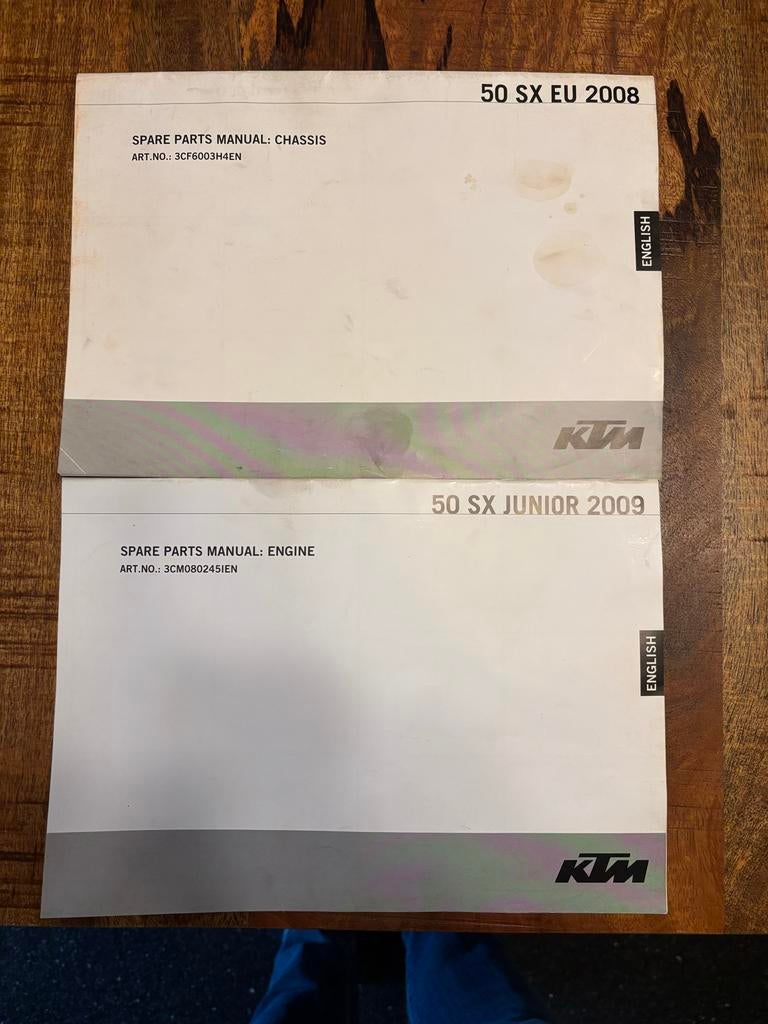 50 SX EU 2008
SPARE PARTS MANUAL: CHASSIS
ART.NO.: 3CF6003H4EN
ENGLISH
KTM
50 SX JUNIOR 2009
SPARE PARTS MANUAL: ENGINE
ART.NO.: 3CM080245IEN
ENGLISH
KTM